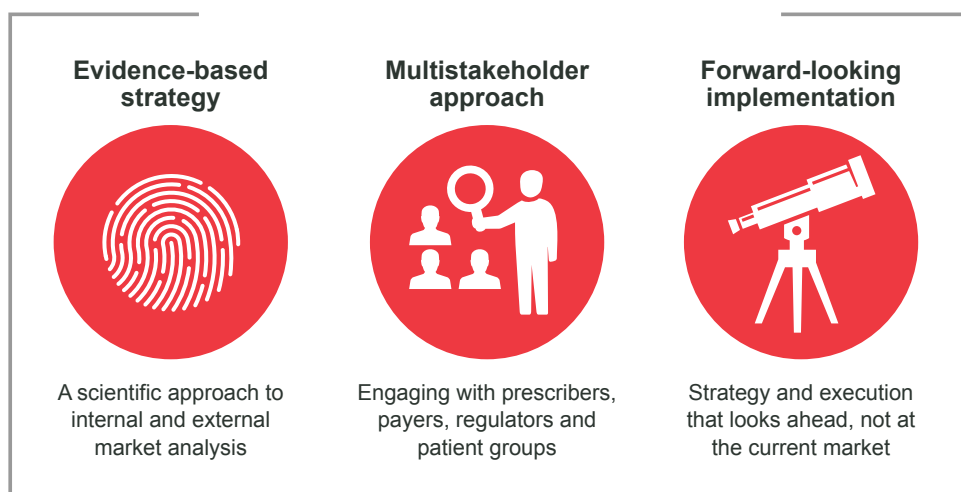 Evidence-based
strategy
A scientific approach to
internal and external
market analysis
Multistakeholder
approach
Engaging with prescribers,
payers, regulators and
patient groups
Forward-looking
implementation
Strategy and execution
that looks ahead, not at
the current market